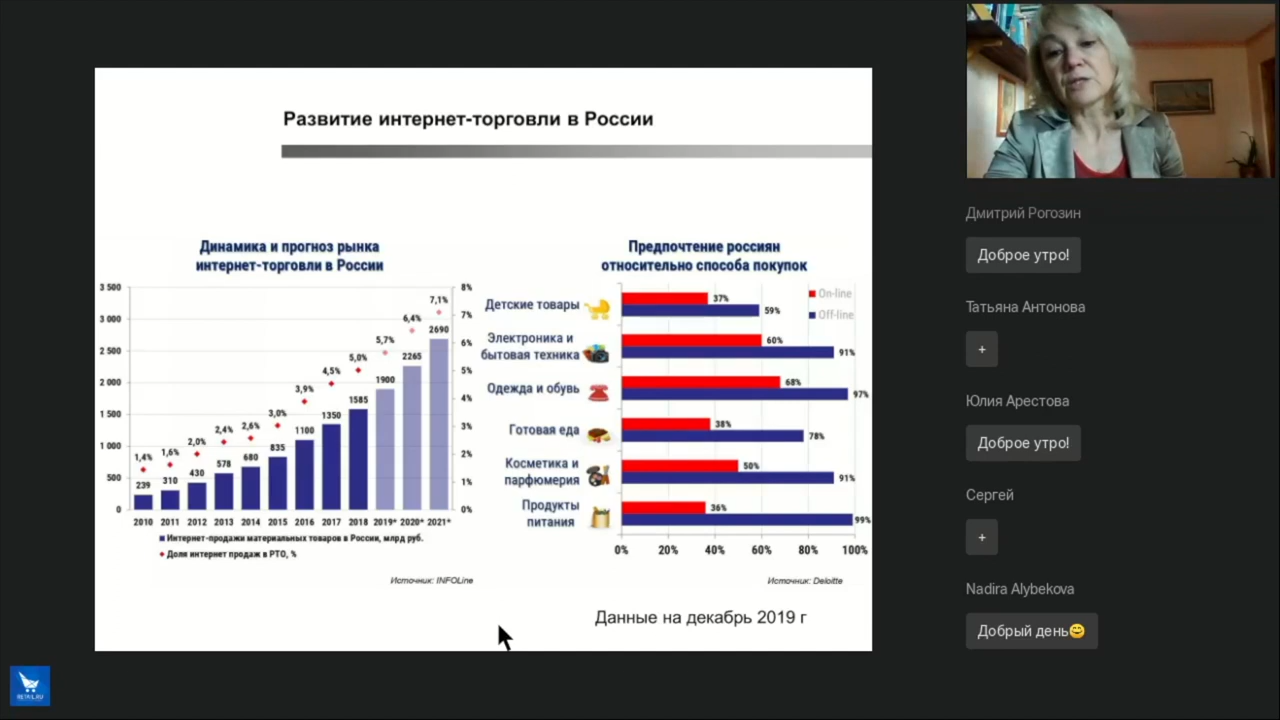 Развитие интернет-торговли в России
Динамика и прогноз рынка
интернет-торговли в России
3 500
3 000
2 500
2 000
1 500
1 000
500
0
8%
7%
6%
5%
4%
3%
2%
1%
0%
1,4%
1,6%
2,0%
2,4%
2,6%
3,0%
3,9%
4,5%
5,0%
5,7%
6,4%
7,1%
239
310
430
578
680
835
1100
1350
1585
1900
2265
2690
2010 2011 2012 2013 2014 2015 2016 2017 2018 2019* 2020* 2021*
Интернет-продажи материальных товаров в России, млрд руб.
Доля интернет продаж в РТО, %
Источник: INFOLine
Предпочтение россиян
относительно способа покупок
On-line
Off-line
Детские товары
37%
59%
Электроника и
бытовая техника
60%
91%
Одежда и обувь
68%
97%
Готовая еда
38%
78%
Косметика и
парфюмерия
50%
91%
Продукты
питания
36%
99%
0% 20% 40% 60% 80% 100%
Источник: Deloitte
Данные на декабрь 2019 г
RETAIL.RU
Дмитрий Рогозин
Доброе утро!
Татьяна Антонова
+
Юлия Арестова
Доброе утро!
Сергей
+
Nadira Alybekova
Добрый день😄